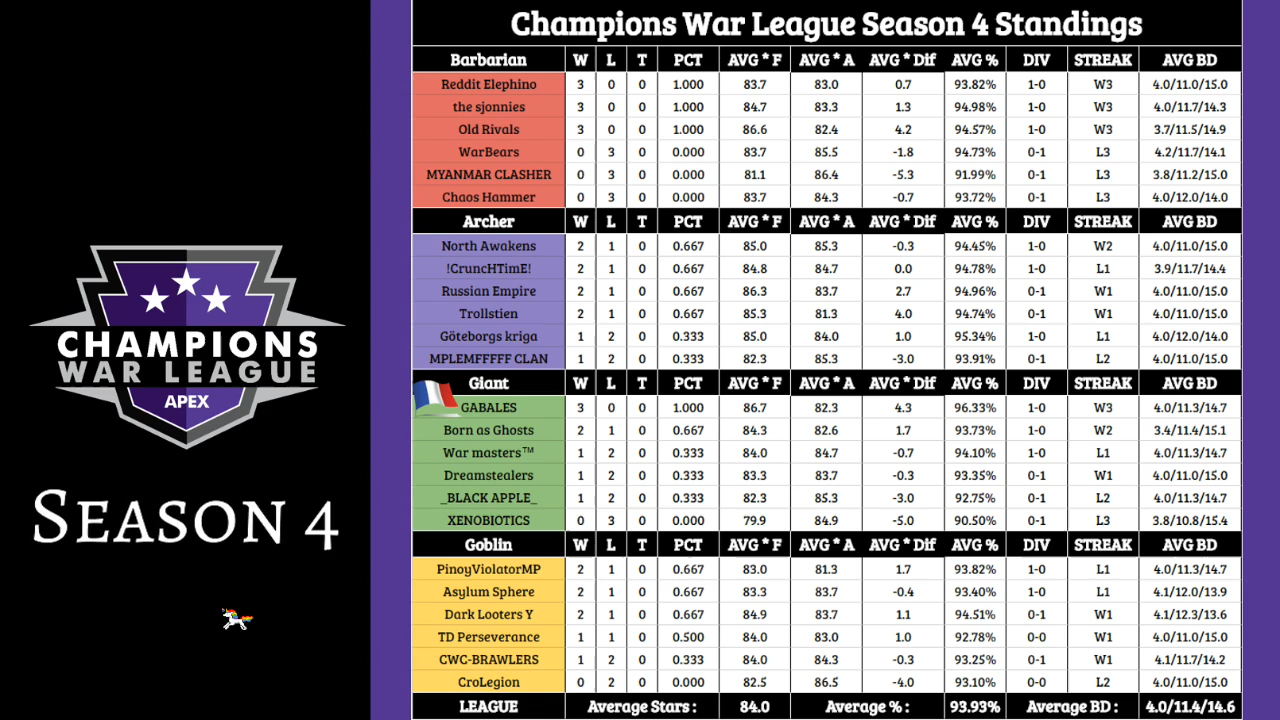 CHAMPIONS
WAR LEAGUE
APEX
SEASON 4
Champions War League Season 4 Standings
Barbarian W L T PCT AVG * F AVG * A AVG * Dif AVG % DIV STREAK AVG BD
Reddit Elephino 3 0 0 1.000 83.7 83.0 0.7 93.82% 1-0 W3 4.0/11.0/15.0
the sjonnies 3 0 0 1.000 84.7 83.3 1.3 94.98% 1-0 W3 4.0/11.7/14.3
Old Rivals 3 0 0 1.000 86.6 82.4 4.2 94.57% 1-0 W3 3.7/11.5/14.9
WarBears 0 3 0 0.000 83.7 85.5 -1.8 94.73% 0-1 L3 4.2/11.7/14.1
MYANMAR CLASHER 0 3 0 0.000 81.1 86.4 -5.3 91.99% 0-1 L3 3.8/11.2/15.0
Chaos Hammer 0 3 0 0.000 83.7 84.3 -0.7 93.72% 0-1 L3 4.0/12.0/14.0
Archer W L T PCT AVG * F AVG * A AVG * Dif AVG % DIV STREAK AVG BD
North Awakens 2 1 0 0.667 85.0 85.3 -0.3 94.45% 1-0 W2 4.0/11.0/15.0
!CruncHTimE! 2 1 0 0.667 84.8 84.7 0.0 94.78% 1-0 L1 3.9/11.7/14.4
Russian Empire 2 1 0 0.667 86.3 83.7 2.7 94.96% 0-1 W1 4.0/11.0/15.0
Trollstien 2 1 0 0.667 85.3 81.3 4.0 94.74% 0-1 W1 4.0/11.0/15.0
Göteborgs kriga 1 2 0 0.333 85.0 84.0 1.0 95.34% 1-0 L1 4.0/12.0/14.0
MPLEMFFFFF CLAN 1 2 0 0.333 82.3 85.3 -3.0 93.91% 0-1 L2 4.0/11.0/15.0
Giant W L T PCT AVG * F AVG * A AVG * Dif AVG % DIV STREAK AVG BD
GABALES 3 0 0 1.000 86.7 82.3 4.3 96.33% 1-0 W3 4.0/11.3/14.7
Born as Ghosts 2 1 0 0.667 84.3 82.6 1.7 93.73% 1-0 W2 3.4/11.4/15.1
War masters™ 1 2 0 0.333 84.0 84.7 -0.7 94.10% 1-0 L1 4.0/11.3/14.7
Dreamstealers 1 2 0 0.333 83.3 83.7 -0.3 93.35% 0-1 W1 4.0/11.0/15.0
_BLACK APPLE_ 1 2 0 0.333 82.3 85.3 -3.0 92.75% 0-1 L2 4.0/11.3/14.7
XENOBIOTICS 0 3 0 0.000 79.9 84.9 -5.0 90.50% 0-1 L3 3.8/10.8/15.4
Goblin W L T PCT AVG * F AVG * A AVG * Dif AVG % DIV STREAK AVG BD
PinoyViolatorMP 2 1 0 0.667 83.0 81.3 1.7 93.82% 1-0 L1 4.0/11.3/14.7
Asylum Sphere 2 1 0 0.667 83.3 83.7 -0.4 93.40% 1-0 L1 4.1/12.0/13.9
Dark Looters Y 2 1 0 0.667 84.9 83.7 1.1 94.51% 0-1 W1 4.1/12.3/13.6
TD Perseverance 1 1 0 0.500 84.0 83.0 1.0 92.78% 0-0 W1 4.0/11.0/15.0
CWC-BRAWLERS 1 2 0 0.333 84.0 84.3 -0.3 93.25% 0-1 W1 4.1/11.7/14.2
CroLegion 0 2 0 0.000 82.5 86.5 -4.0 93.10% 0-0 L2 4.0/11.0/15.0
LEAGUE Average Stars : 84.0 Average % : 93.93% Average BD : 4.0/11.4/14.6